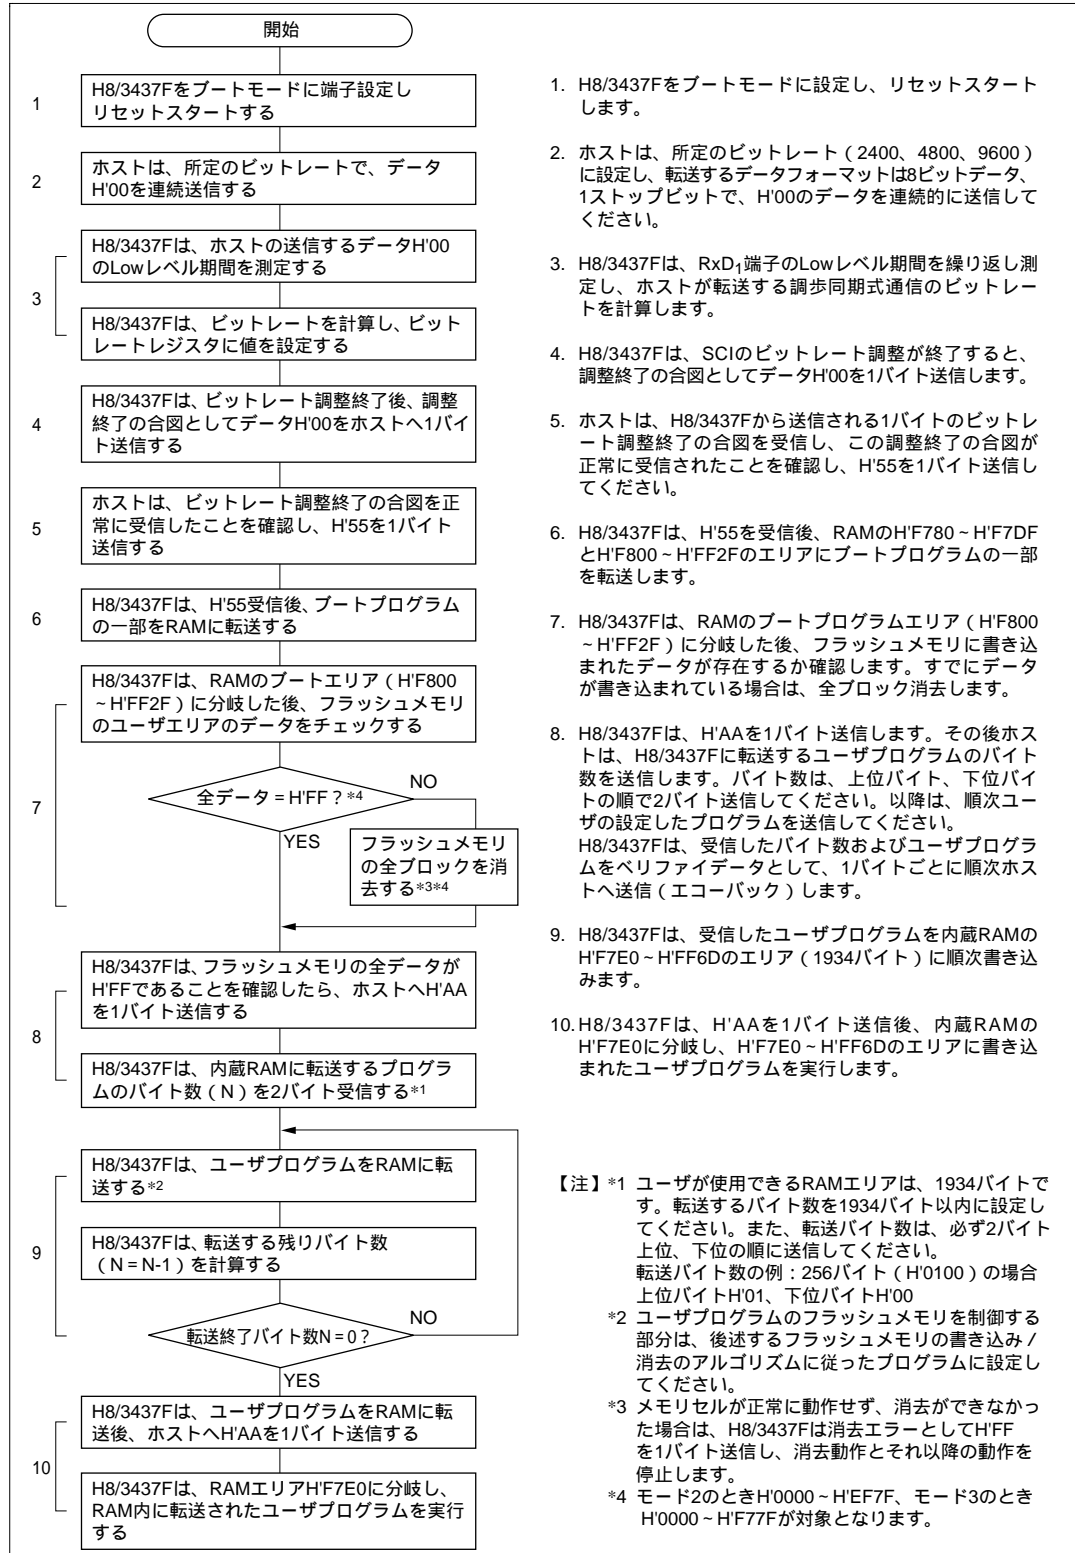 開始
1
H8/3437Fをブートモードに端子設定し
リセットスタートする
2
ホストは、所定のビットレートで、データ
H'00を連続送信する
3
H8/3437Fは、ホストの送信するデータH'00
のLowレベル期間を測定する
H8/3437Fは、ビットレートを計算し、ビット
レートレジスタに値を設定する
4
H8/3437Fは、ビットレート調整終了後、調整
終了の合図としてデータH'00をホストへ1バイ
ト送信する
5
ホストは、ビットレート調整終了の合図を正
常に受信したことを確認し、H'55を1バイト
送信する
6
H8/3437Fは、H'55受信後、ブートプログラム
の一部をRAMに転送する
7
H8/3437Fは、RAMのブートエリア（H'F800
~H'FF2F）に分岐した後、フラッシュメモリ
のユーザエリアのデータをチェックする
全データ=H'FF？*4
NO
YES
フラッシュメモリ
の全ブロックを消
去する*3*4
8
H8/3437Fは、フラッシュメモリの全データが
H'FFであることを確認したら、ホストへH'AA
を1バイト送信する
H8/3437Fは、内蔵RAMに転送するプログラ
ムのバイト数（N）を2バイト受信する*1
9
H8/3437Fは、ユーザプログラムをRAMに転
送する*2
H8/3437Fは、転送する残りバイト数
（N=N-1）を計算する
転送終了バイト数N=0？
NO
YES
10
H8/3437Fは、ユーザプログラムをRAMに転
送後、ホストへH'AAを1バイト送信する
H8/3437Fは、RAMエリアH'F7E0に分岐し、
RAM内に転送されたユーザプログラムを実行
する
1. H8/3437Fをブートモードに設定し、リセットスタート
します。
2. ホストは、所定のビットレート（2400、4800、9600）
に設定し、転送するデータフォーマットは8ビットデータ、
1ストップビットで、H'00のデータを連続的に送信して
ください。
3. H8/3437Fは、RxD1端子のLowレベル期間を繰り返し測
定し、ホストが転送する調歩同期式通信のビットレー
トを計算します。
4. H8/3437Fは、SCIのビットレート調整が終了すると、
調整終了の合図としてデータH'00を1バイト送信します。
5. ホストは、H8/3437Fから送信される1バイトのビットレ
ート調整終了の合図を受信し、この調整終了の合図が
正常に受信されたことを確認し、H'55を1バイト送信し
てください。
6. H8/3437Fは、H'55を受信後、RAMのH'F780~H'F7DF
とH'F800~H'FF2Fのエリアにブートプログラムの一部
を転送します。
7. H8/3437Fは、RAMのブートプログラムエリア（H'F800
~H'FF2F）に分岐した後、フラッシュメモリに書き込
まれたデータが存在するか確認します。すでにデータ
が書き込まれている場合は、全ブロック消去します。
8. H8/3437Fは、H'AAを1バイト送信します。その後ホス
トは、H8/3437Fに転送するユーザプログラムのバイト
数を送信します。バイト数は、上位バイト、下位バイ
トの順で2バイト送信してください。以降は、順次ユー
ザの設定したプログラムを送信してください。
H8/3437Fは、受信したバイト数およびユーザプログラ
ムをベリファイデータとして、1バイトごとに順次ホス
トへ送信（エコーバック）します。
9. H8/3437Fは、受信したユーザプログラムを内蔵RAMの
H'F7E0~H'FF6Dのエリア（1934バイト）に順次書き込
みます。
10. H8/3437Fは、H'AAを1バイト送信後、内蔵RAMの
H'F7E0に分岐し、H'F7E0~H'FF6Dのエリアに書き込
まれたユーザプログラムを実行します。
【注】*1 ユーザが使用できるRAMエリアは、1934バイトで
す。転送するバイト数を1934バイト以内に設定し
てください。また、転送バイト数は、必ず2バイト
上位、下位の順に送信してください。
転送バイト数の例：256バイト（H'0100）の場合
上位バイトH'01、下位バイトH'00
*2 ユーザプログラムのフラッシュメモリを制御する
部分は、後述するフラッシュメモリの書き込み／
消去のアルゴリズムに従ったプログラムに設定し
てください。
*3 メモリセルが正常に動作せず、消去ができなかっ
た場合は、H8/3437Fは消去エラーとしてH'FF
を1バイト送信し、消去動作とそれ以降の動作を
停止します。
*4 モード2のときH'0000~H'EF7F、モード3のとき
H'0000~H'F77Fが対象となります。